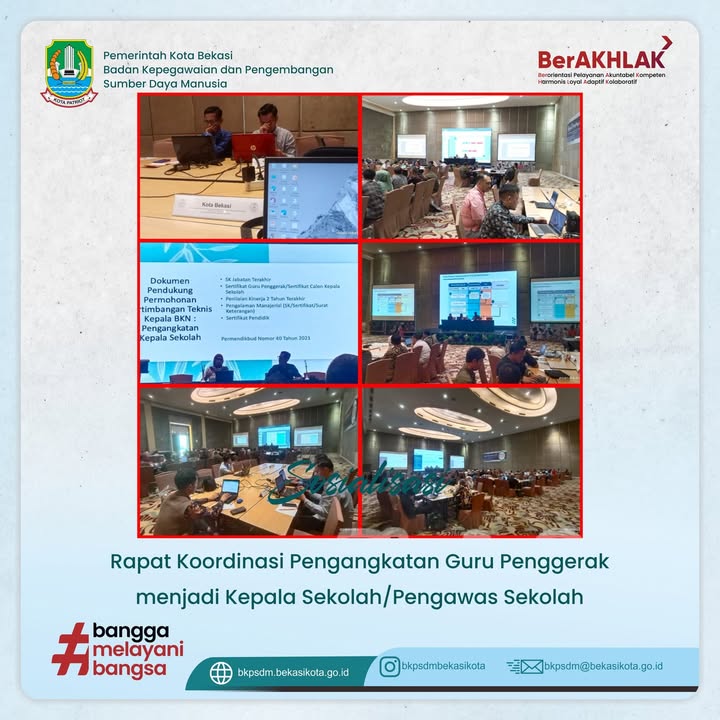 Pemerintah Kota Bekasi
Badan Kepegawaian dan Pengembangan
Sumber Daya Manusia
KOTA PATRIOT
BerAKHLAK
Berorientasi Pelayanan Akuntabel Kompeten
Harmonis Loyal Adaptif Kolaboratif
Kota Bekasi
Dokumen
Pendukung
Permohonan
timbangan Teknis
Kepala BKN :
Pengangkatan
Kepala Sekolah
• SK Jabatan Terakhir
• Sertifikat Guru Penggerak/Sertifikat Calon Kepala
Sekolah
• Penilaian Kinerja 2 Tahun Terakhir
• Pengalaman Manajerial (SK/Sertifikat/Surat
Keterangan)
• Sertifikat Pendidik
Permendikbud Nomor 40 Tahun 2021
Sosialisasi
Rapat Koordinasi Pengangkatan Guru Penggerak
menjadi Kepala Sekolah/Pengawas Sekolah
#bangga
melayani
bangsa
bkpsdm.bekasikota.go.id
bkpsdmbekasikota
bkpsdm@bekasikota.go.id